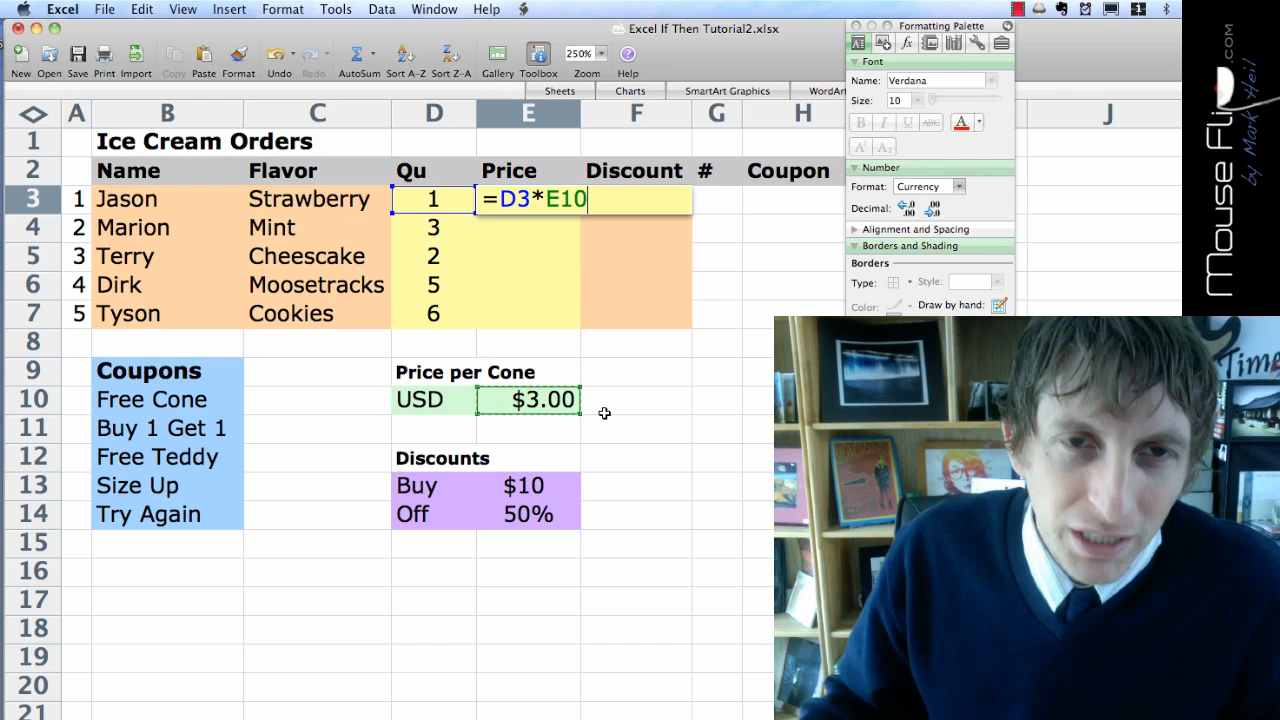 Excel File Edit View Insert Format Tools Data Window Help
Excel If Then Tutorial2.xlsx
New Open Save Print Import Copy Paste Format Undo Redo AutoSum Sort A-Z Sort Z-A Gallery Toolbox 250% Zoom Help
Sheets Charts SmartArt Graphics WordArt
Formatting Palette
Font
Name: Verdana
Size: 10
B I U ABC A
A² A₂
Number
Format: Currency
Decimal: .00 .00
Alignment and Spacing
Borders and Shading
Borders
Type: Style:
Color: Draw by hand:
MouseFlip.COM
by Mark Heil
A B C D E F G H J
1 Ice Cream Orders
2 Name Flavor Qu Price Discount # Coupon
3 1 Jason Strawberry 1 =D3*E10
4 2 Marion Mint 3
5 3 Terry Cheescake 2
6 4 Dirk Moosetracks 5
7 5 Tyson Cookies 6
8
9 Coupons Price per Cone
10 Free Cone USD $3.00
11 Buy 1 Get 1
12 Free Teddy Discounts
13 Size Up Buy $10
14 Try Again Off 50%
15
16
17
18
19
20
21
Time